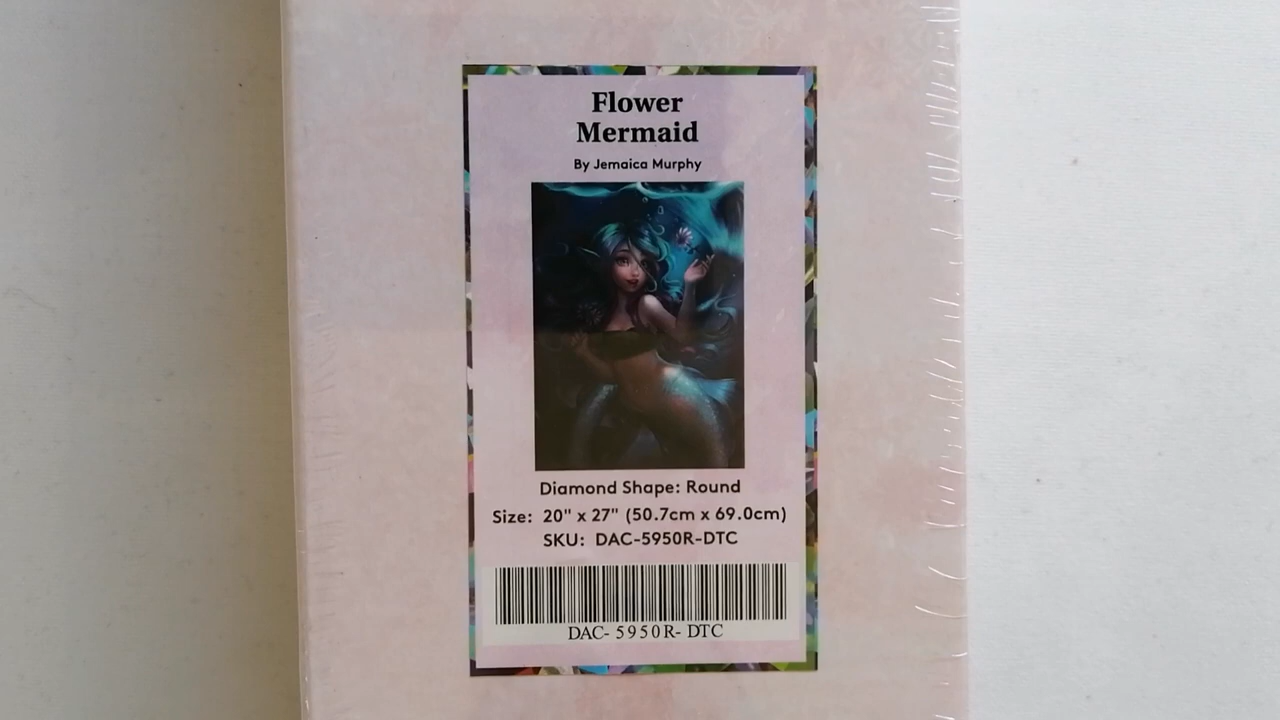 Flower
Mermaid
By Jemaica Murphy
Diamond Shape: Round
Size: 20" x 27" (50.7cm x 69.0cm)
SKU: DAC-5950R-DTC
DAC- 5950R- DTC